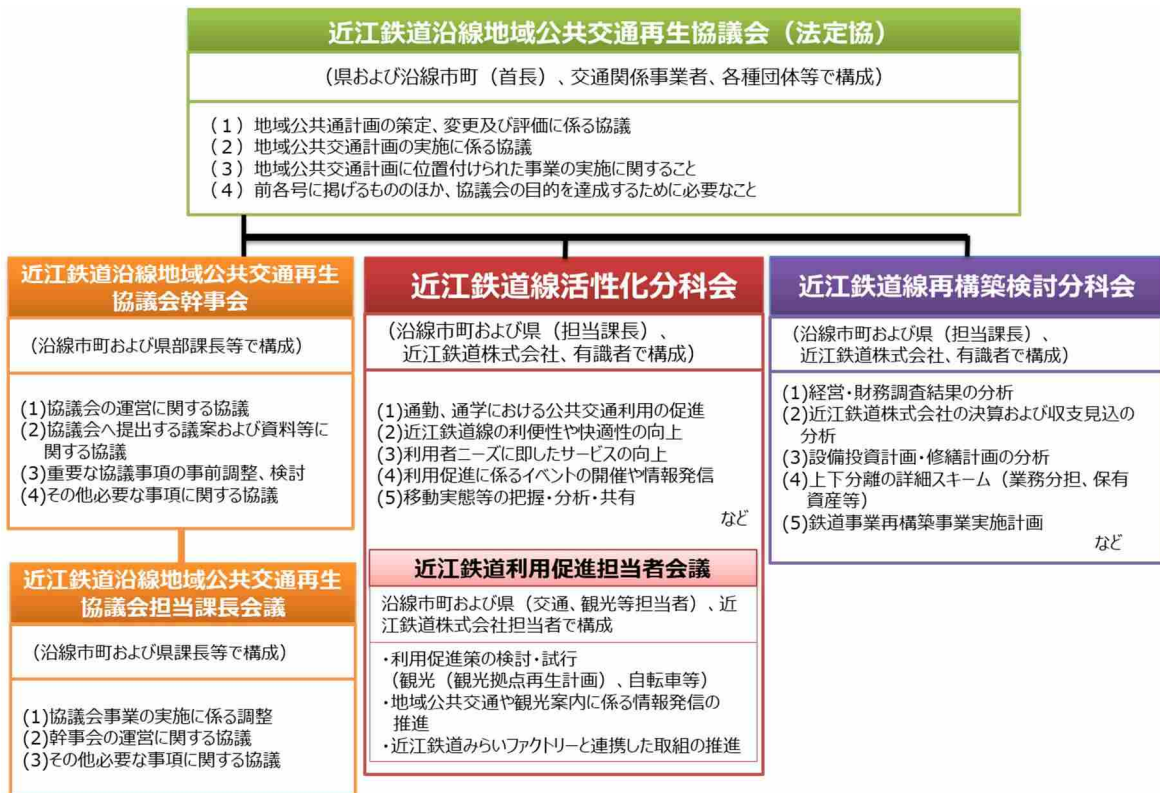 近江鉄道沿線地域公共交通再生協議会（法定協）
（県および沿線市町（首長）、交通関係事業者、各種団体等で構成）
（１）地域公共通計画の策定、変更及び評価に係る協議
（２）地域公共交通計画の実施に係る協議
（３）地域公共交通計画に位置付けられた事業の実施に関すること
（４）前各号に掲げるもののほか、協議会の目的を達成するために必要なこと
近江鉄道沿線地域公共交通再生
協議会幹事会
（沿線市町および県部課長等で構成）
(1)協議会の運営に関する協議
(2)協議会へ提出する議案および資料等に
関する協議
(3)重要な協議事項の事前調整、検討
(4)その他必要な事項に関する協議
近江鉄道沿線地域公共交通再生
協議会担当課長会議
（沿線市町および県課長等で構成）
(1)協議会事業の実施に係る調整
(2)幹事会の運営に関する協議
(3)その他必要な事項に関する協議
近江鉄道線活性化分科会
（沿線市町および県（担当課長）、
近江鉄道株式会社、有識者で構成）
(1)通勤、通学における公共交通利用の促進
(2)近江鉄道線の利便性や快適性の向上
(3)利用者ニーズに即したサービスの向上
(4)利用促進に係るイベントの開催や情報発信
(5)移動実態等の把握・分析・共有
など
近江鉄道利用促進担当者会議
沿線市町および県（交通、観光等担当者）、近
江鉄道株式会社担当者で構成
・利用促進策の検討・試行
（観光（観光拠点再生計画）、自転車等）
・地域公共交通や観光案内に係る情報発信の
推進
・近江鉄道みらいファクトリーと連携した取組の推進
近江鉄道線再構築検討分科会
（沿線市町および県（担当課長）、
近江鉄道株式会社、有識者で構成）
(1)経営・財務調査結果の分析
(2)近江鉄道株式会社の決算および収支見込の
分析
(3)設備投資計画・修繕計画の分析
(4)上下分離の詳細スキーム（業務分担、保有
資産等）
(5)鉄道事業再構築事業実施計画
など